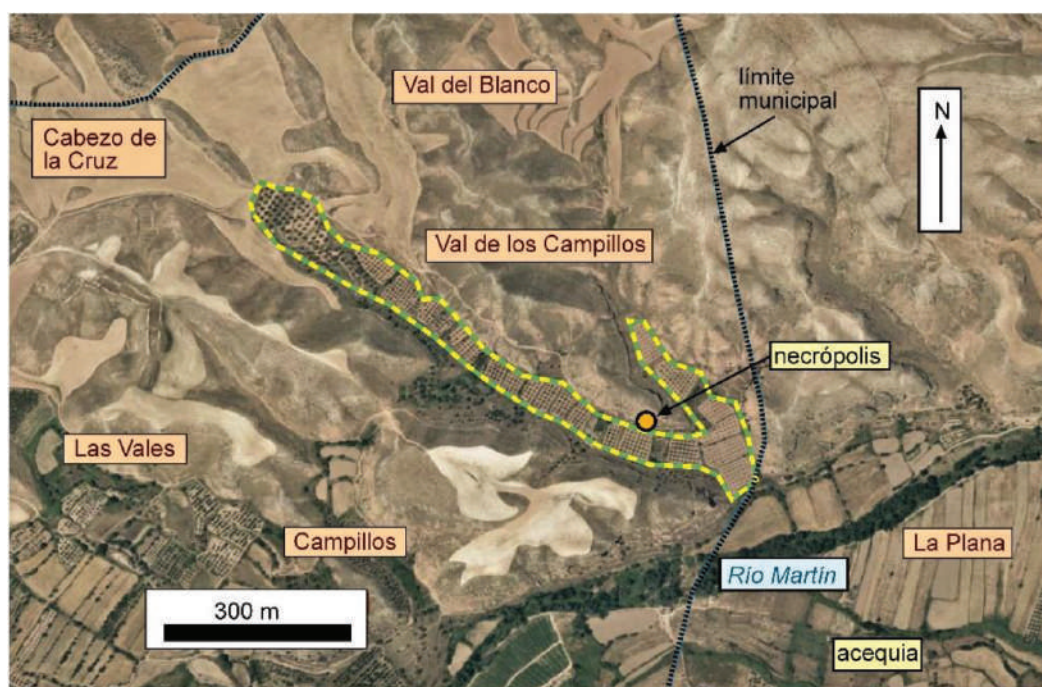 Val del Blanco
límite
municipal
N
Cabezo de
la Cruz
Val de los Campillos
necrópolis
Las Vales
Campillos
La Plana
Río Martín
300 m
acequia